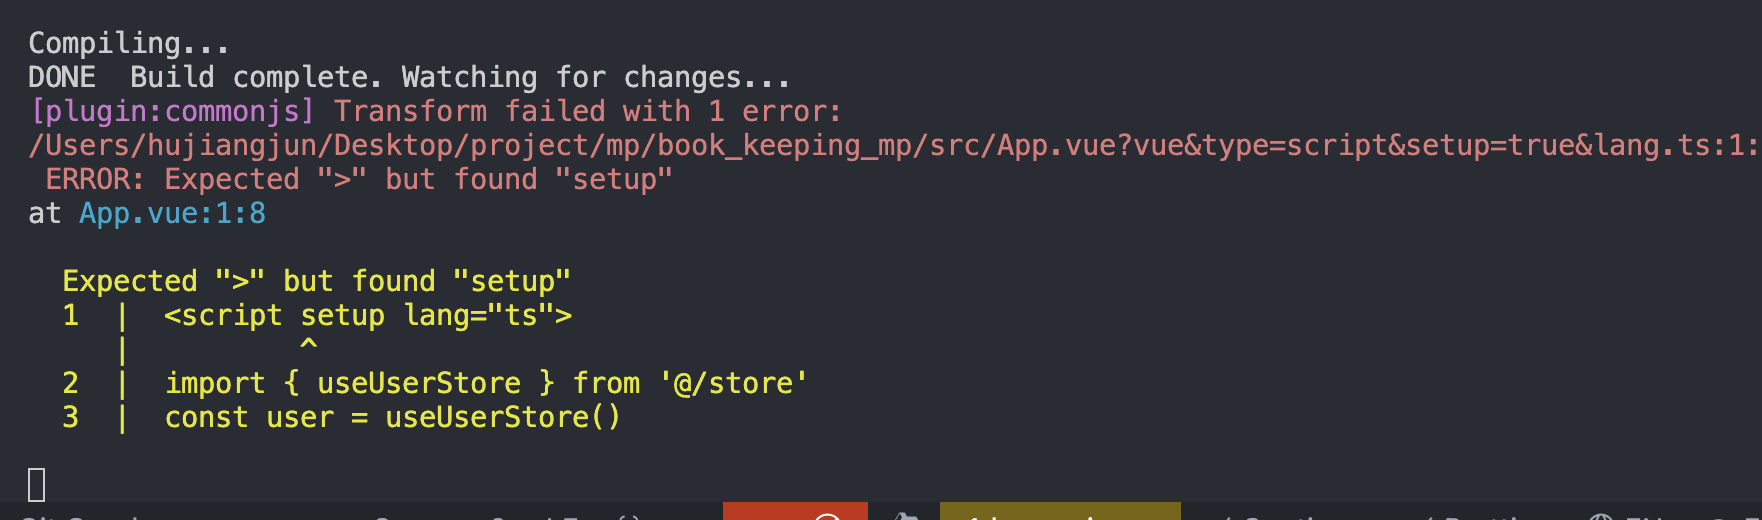 Compiling...
DONE  Build complete. Watching for changes...
[plugin:commonjs] Transform failed with 1 error:
/Users/hujiangjun/Desktop/project/mp/book_keeping_mp/src/App.vue?vue&type=script&setup=true&lang.ts:1:
ERROR: Expected ">" but found "setup"
at App.vue:1:8
Expected ">" but found "setup"
1  |  <script setup lang="ts">
|          ^
2  |  import { useUserStore } from '@/store'
3  |  const user = useUserStore()